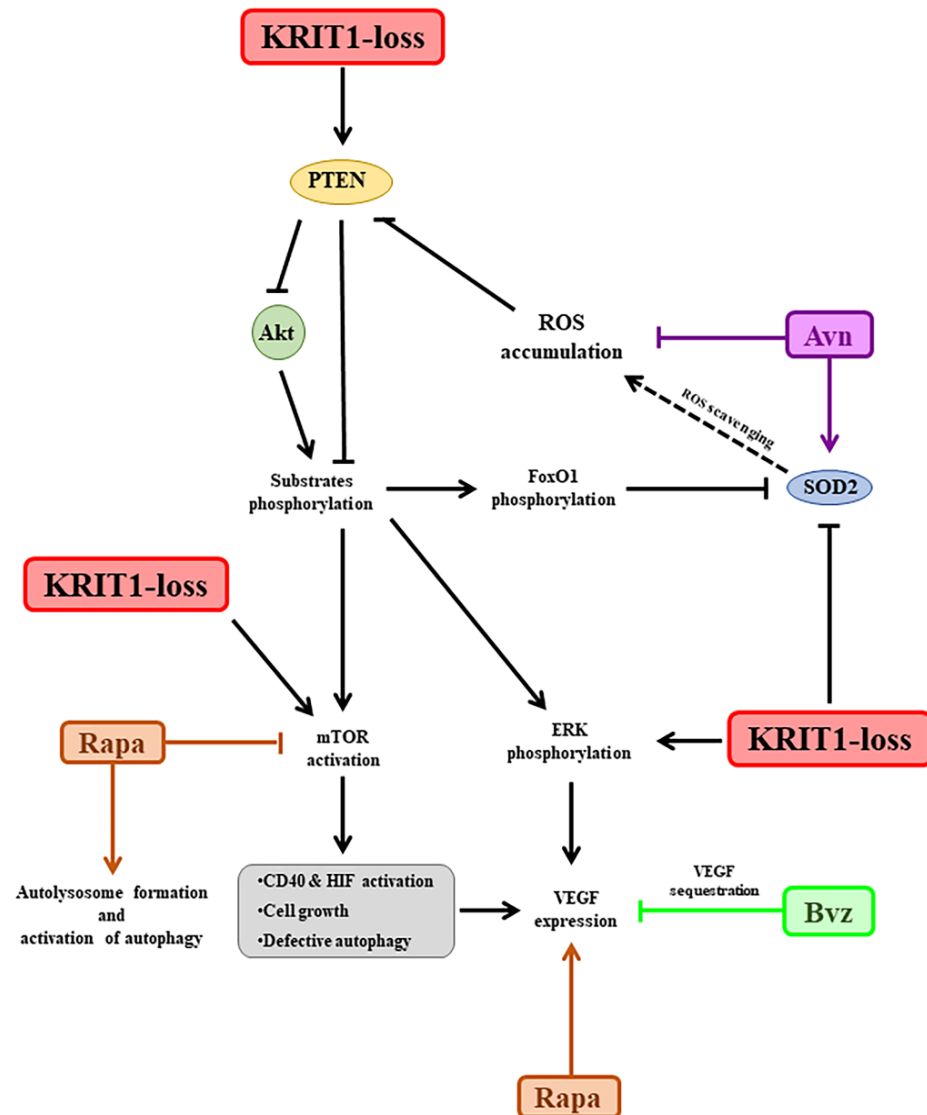 KRIT1-loss
PTEN
Akt
ROS
accumulation
Avn
ROS scavenging
SOD2
Substrates
phosphorylation
FoxO1
phosphorylation
KRIT1-loss
Rapa
mTOR
activation
ERK
phosphorylation
KRIT1-loss
Autolysosome formation
and
activation of autophagy
•CD40 & HIF activation
•Cell growth
•Defective autophagy
VEGF
expression
VEGF
sequestration
Bvz
Rapa